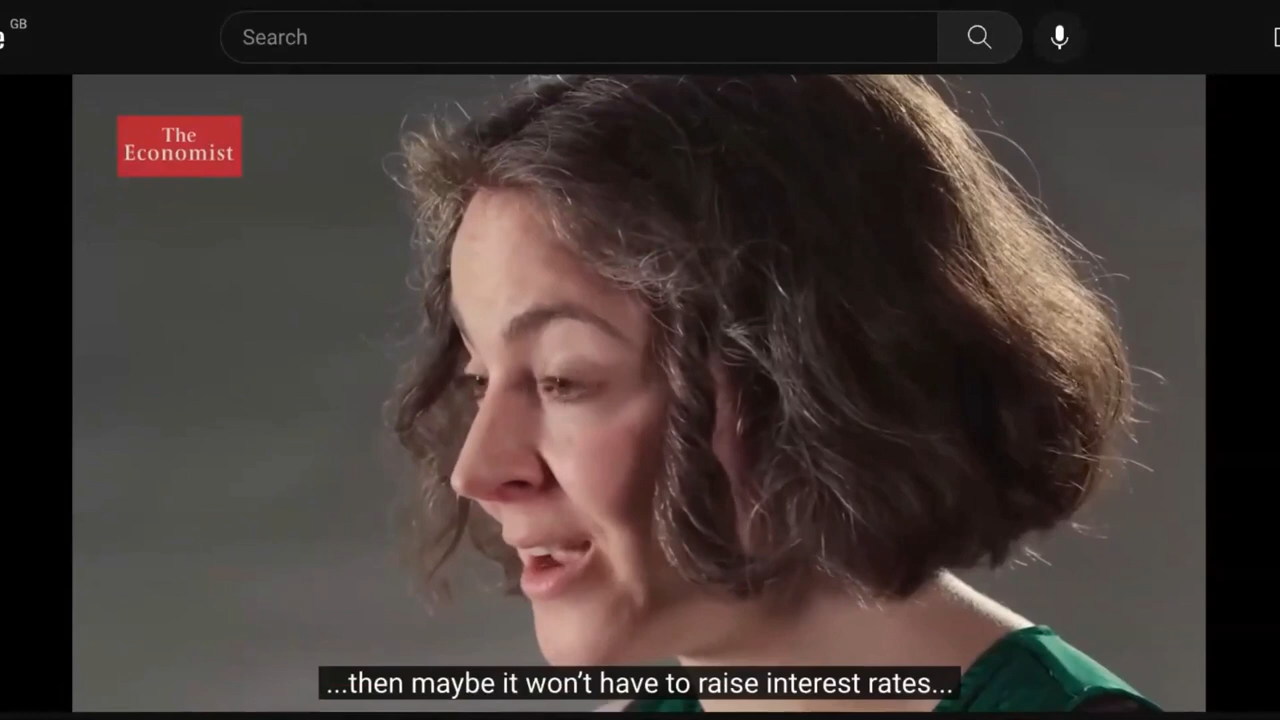 GB
e
Search
The
Economist
...then maybe it won't have to raise interest rates...